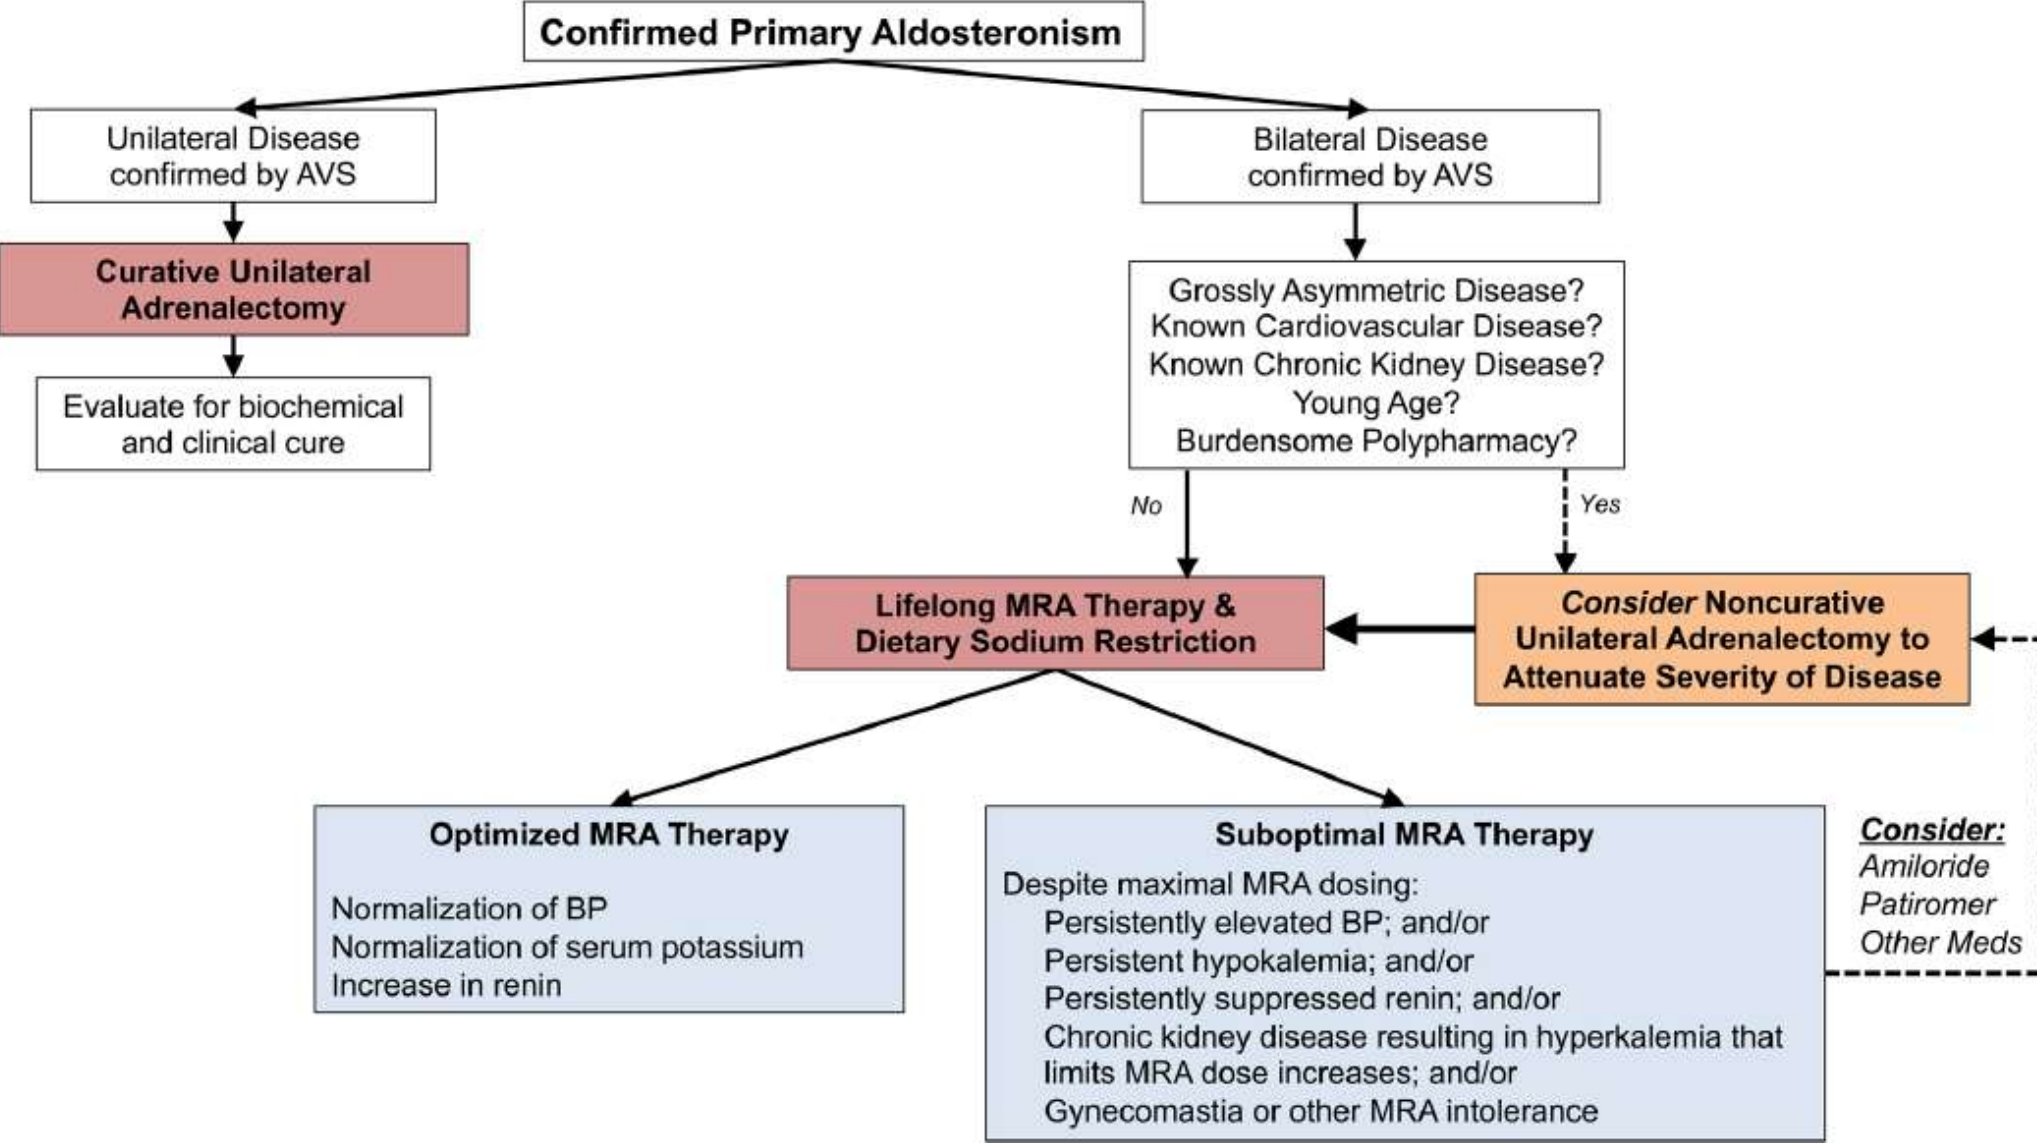 Confirmed Primary Aldosteronism
Unilateral Disease
confirmed by AVS
Bilateral Disease
confirmed by AVS
Curative Unilateral
Adrenalectomy
Evaluate for biochemical
and clinical cure
Grossly Asymmetric Disease?
Known Cardiovascular Disease?
Known Chronic Kidney Disease?
Young Age?
Burdensome Polypharmacy?
No
Yes
Lifelong MRA Therapy &
Dietary Sodium Restriction
Consider Noncurative
Unilateral Adrenalectomy to
Attenuate Severity of Disease
Optimized MRA Therapy
Normalization of BP
Normalization of serum potassium
Increase in renin
Suboptimal MRA Therapy
Despite maximal MRA dosing:
Persistently elevated BP; and/or
Persistent hypokalemia; and/or
Persistently suppressed renin; and/or
Chronic kidney disease resulting in hyperkalemia that
limits MRA dose increases; and/or
Gynecomastia or other MRA intolerance
Consider:
Amiloride
Patiromer
Other Meds